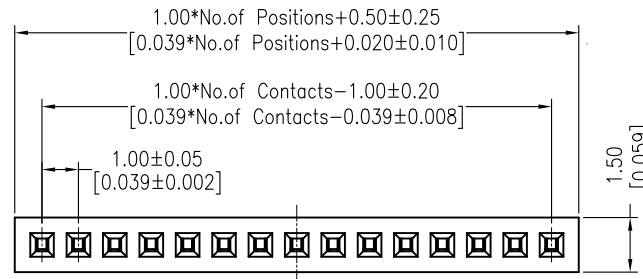 1.00*No.of Positions+0.50±0.25
[0.039*No.of Positions+0.020±0.010]
1.00*No.of Contacts-1.00±0.20
[0.039*No.of Contacts-0.039±0.008]
1.00±0.05
[0.039±0.002]
1.50
[0.059]